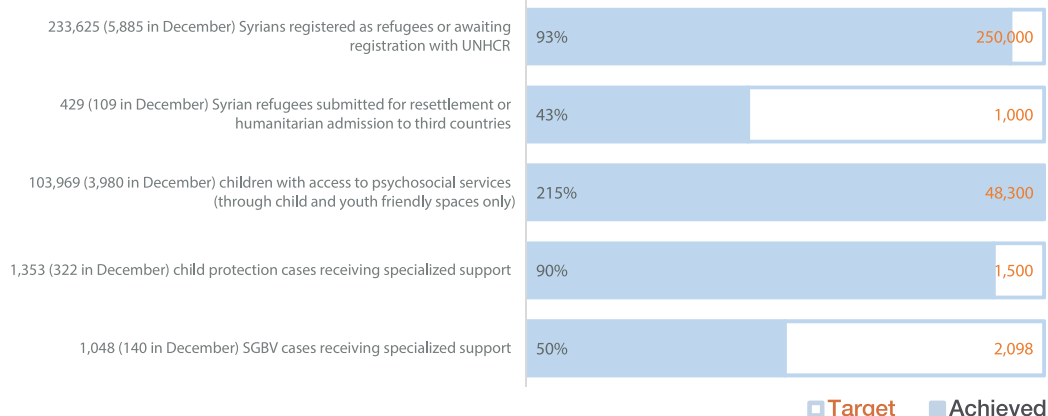 233,625 (5,885 in December) Syrians registered as refugees or awaiting
registration with UNHCR
93%
250,000
429 (109 in December) Syrian refugees submitted for resettlement or
humanitarian admission to third countries
43%
1,000
103,969 (3,980 in December) children with access to psychosocial services
(through child and youth friendly spaces only)
215%
48,300
1,353 (322 in December) child protection cases receiving specialized support
90%
1,500
1,048 (140 in December) SGBV cases receiving specialized support
50%
2,098
Target
Achieved